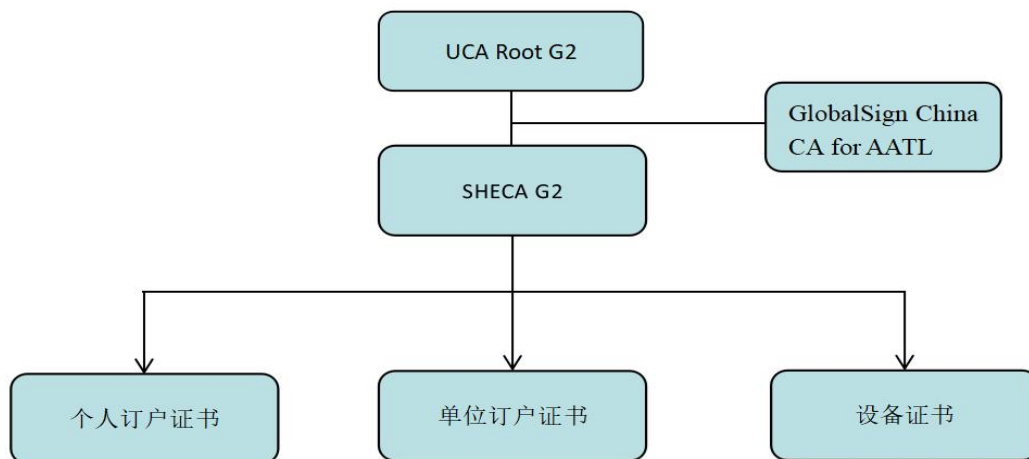 UCA Root G2
GlobalSign China
CA for AATL
SHECA G2
个人订户证书
单位订户证书
设备证书